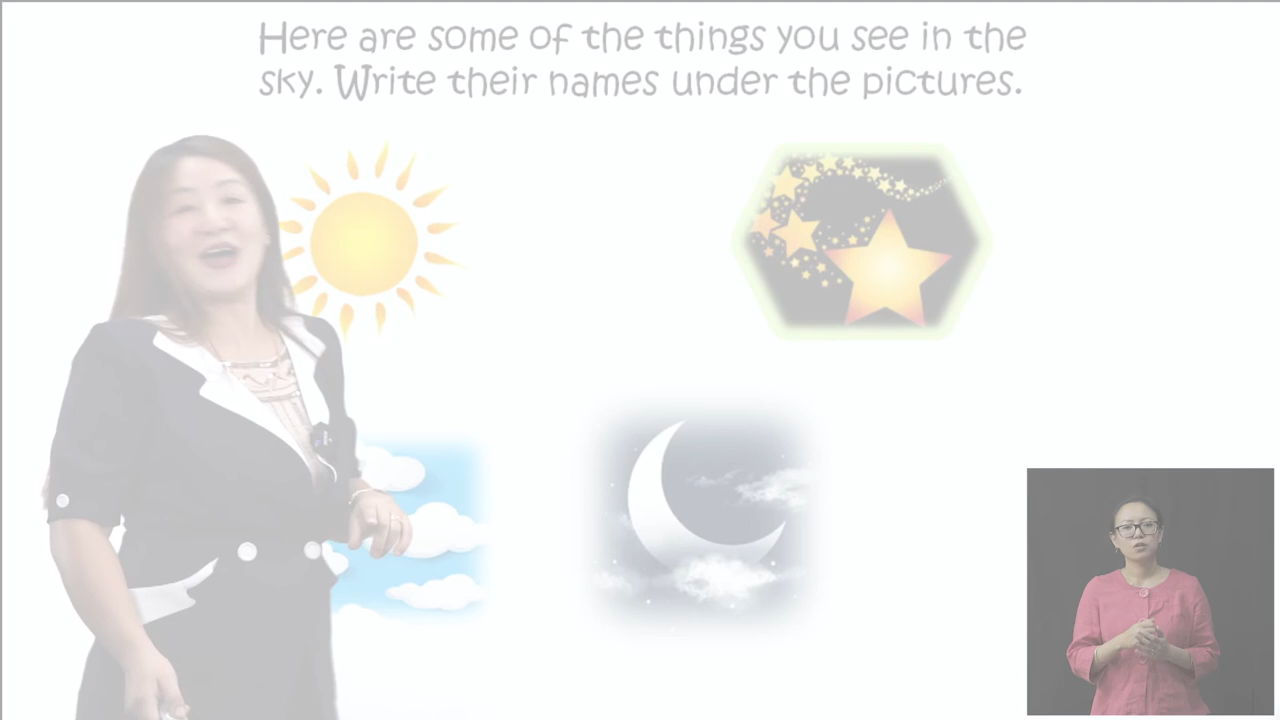 Here are some of the things you see in the
sky. Write their names under the pictures.